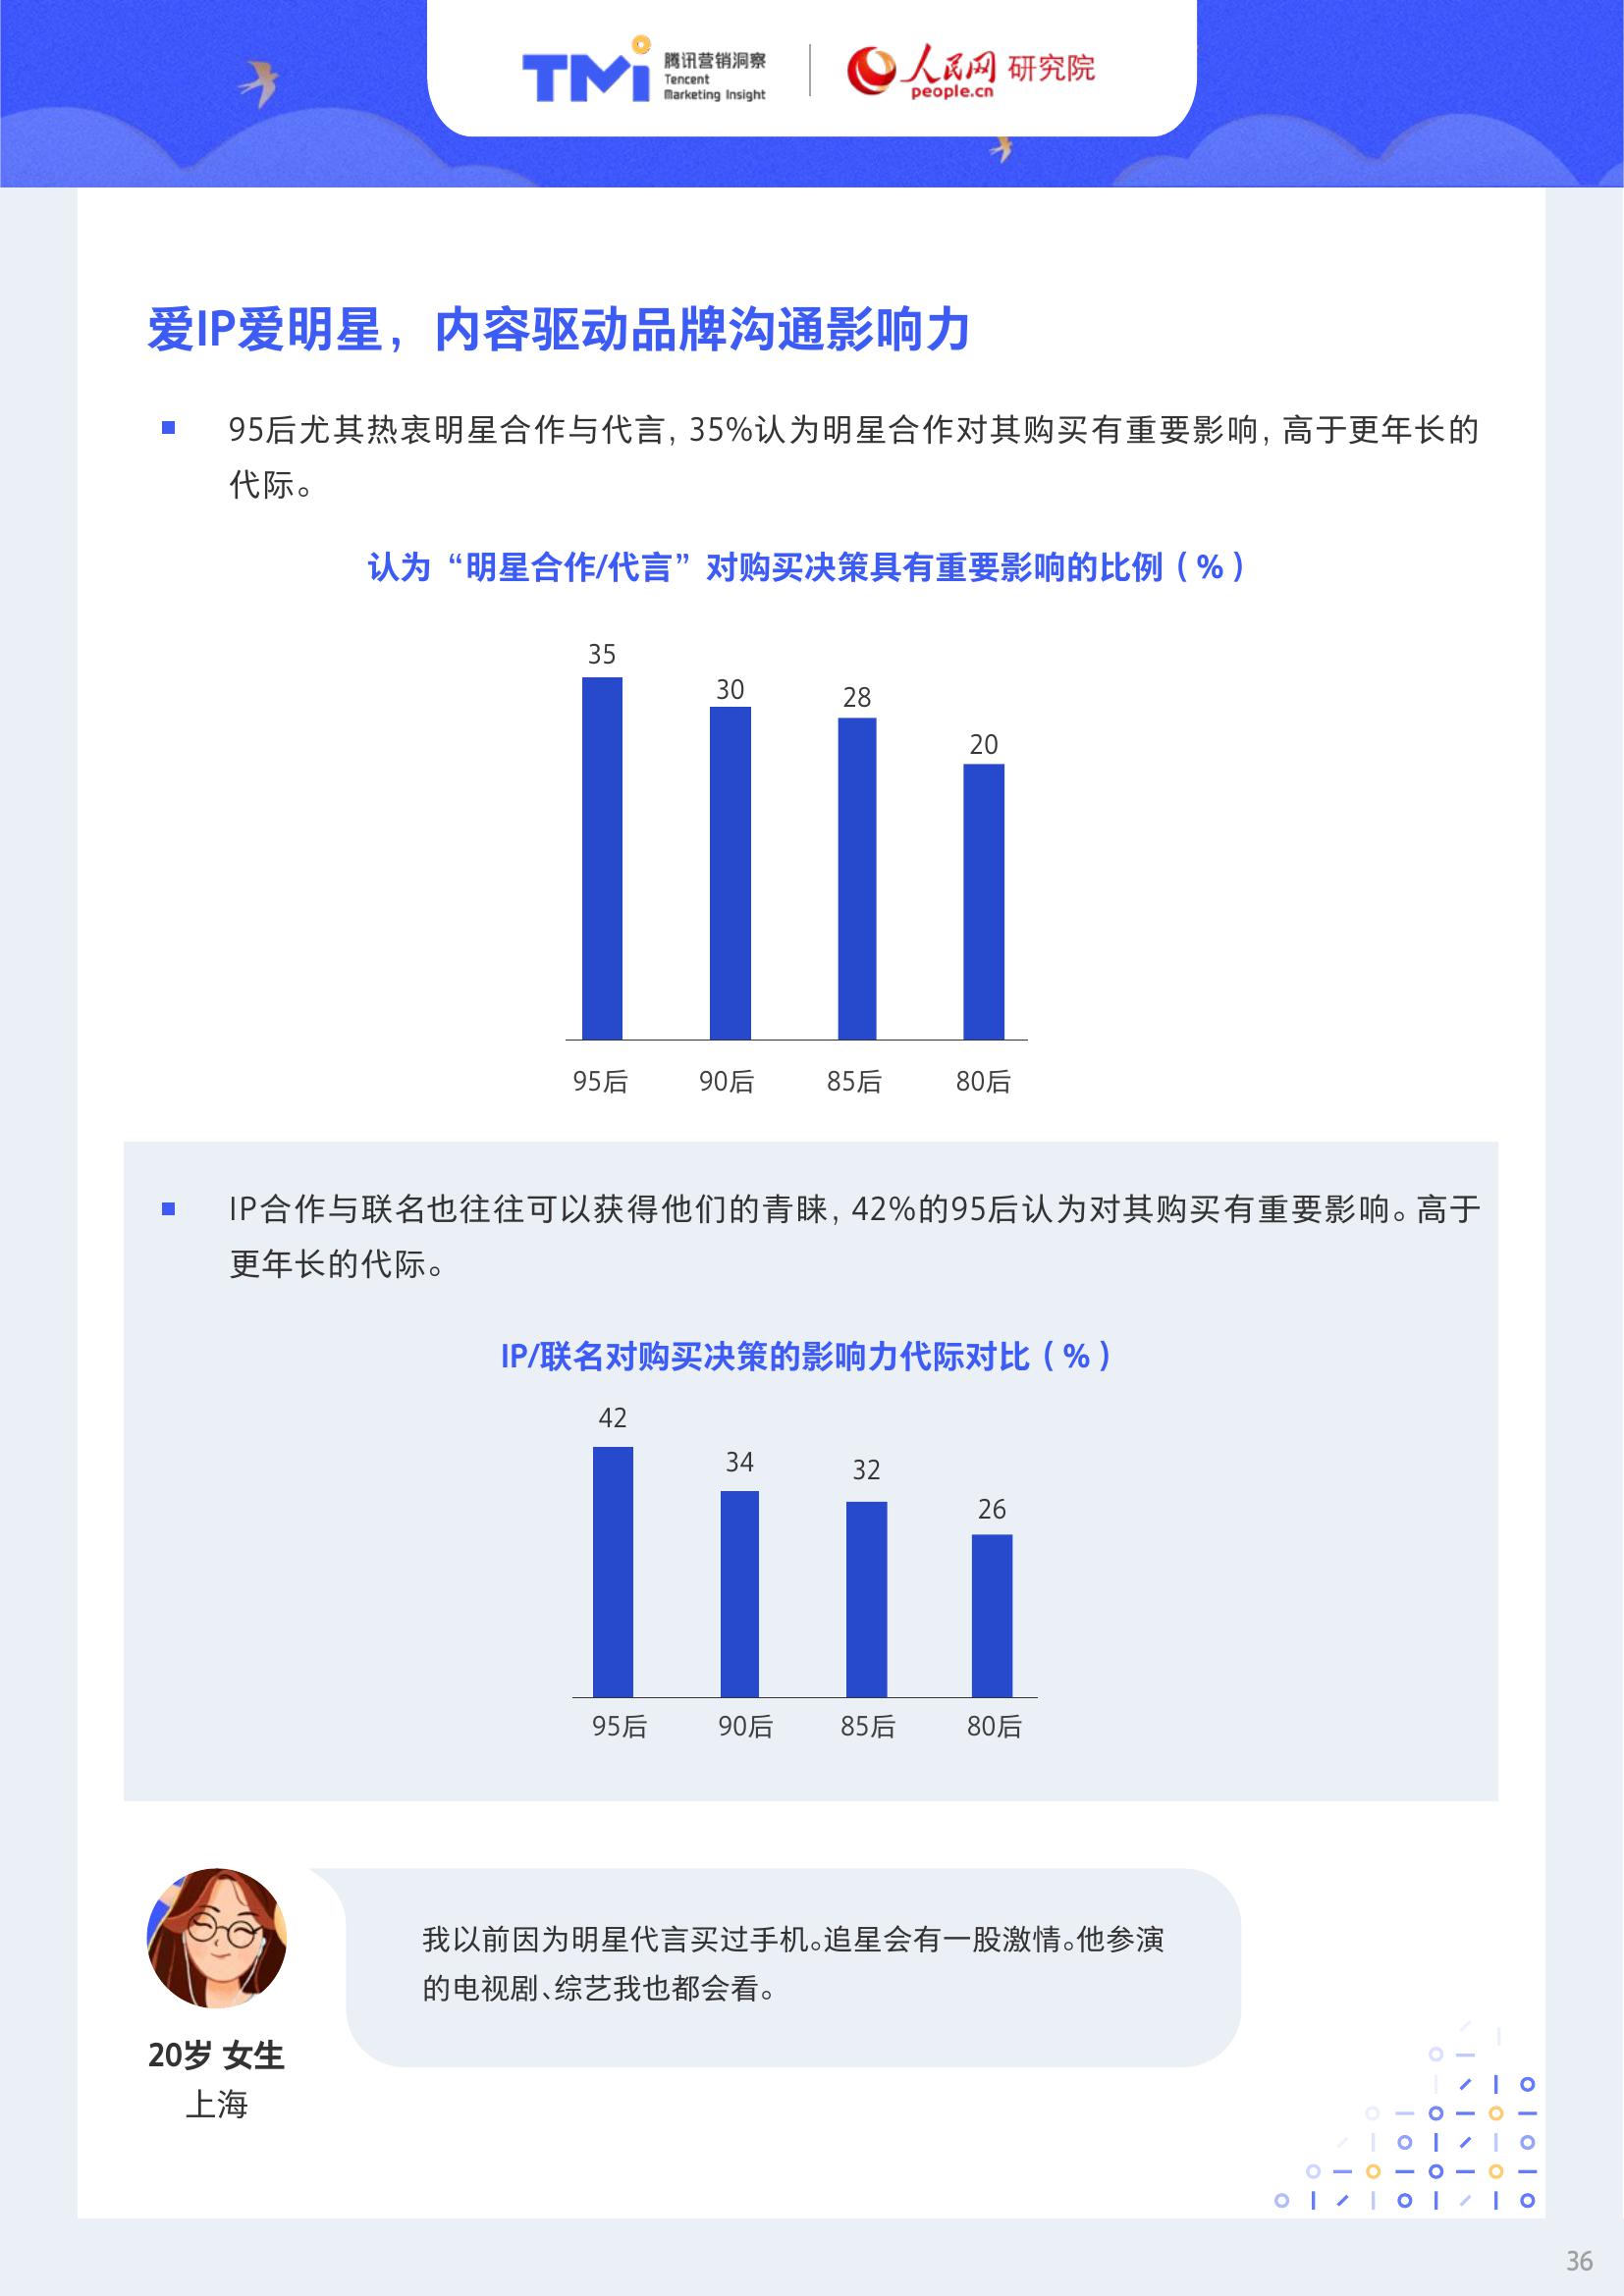 TMi 腾讯营销洞察
Tencent
Marketing Insight
人民网 研究院
people.cn
爱IP爱明星，内容驱动品牌沟通影响力
95后尤其热衷明星合作与代言，35%认为明星合作对其购买有重要影响，高于更年长的
代际。
认为“明星合作/代言”对购买决策具有重要影响的比例（%）
35
30
28
20
95后 90后 85后 80后
IP合作与联名也往往可以获得他们的青睐，42%的95后认为对其购买有重要影响。高于
更年长的代际。
IP/联名对购买决策的影响力代际对比（%）
42
34
32
26
95后 90后 85后 80后
我以前因为明星代言买过手机。追星会有一股激情。他参演
的电视剧、综艺我也都会看。
20岁 女生
上海
36